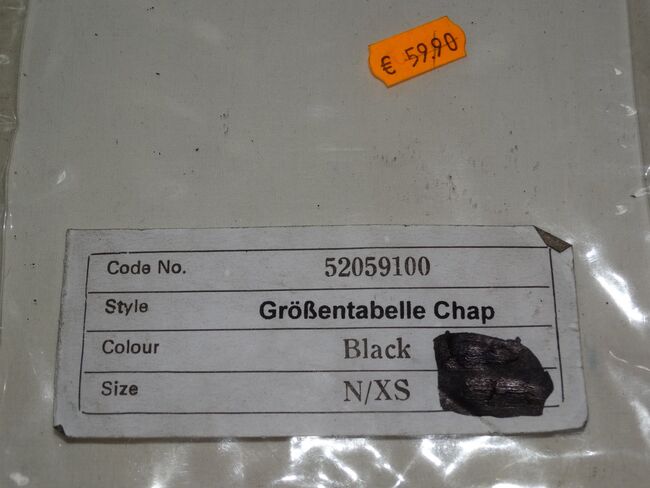 € 59,90
Code No. 52059100
Style Größentabelle Chap
Colour Black
Size N/XS